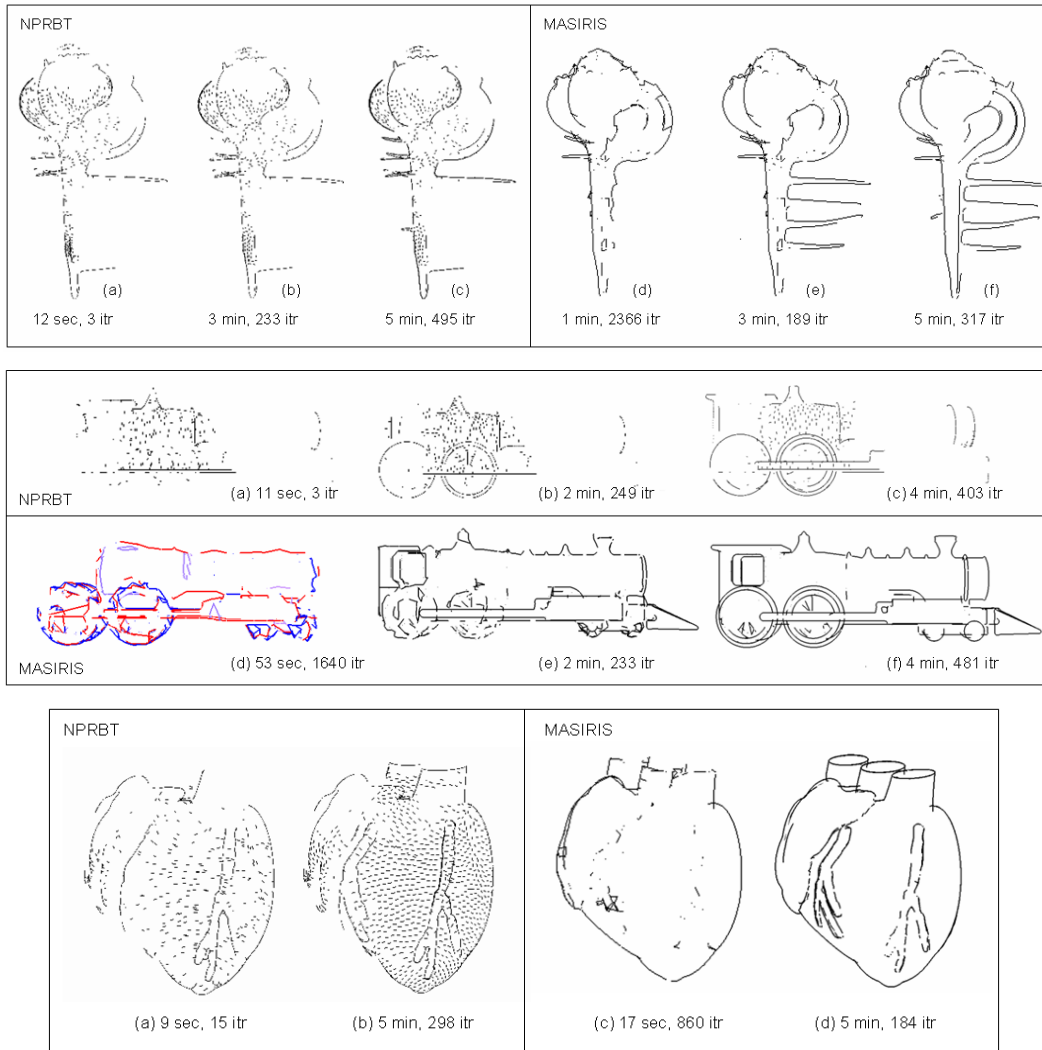 NPRBT
MASIRIS
(a)
(b)
(c)
(d)
(e)
(f)
12 sec, 3 itr
3 min, 233 itr
5 min, 495 itr
1 min, 2366 itr
3 min, 189 itr
5 min, 317 itr
(a) 11 sec, 3 itr
(b) 2 min, 249 itr
(c) 4 min, 403 itr
NPRBT
(d) 53 sec, 1640 itr
(e) 2 min, 233 itr
(f) 4 min, 481 itr
MASIRIS
NPRBT
MASIRIS
(a) 9 sec, 15 itr
(b) 5 min, 298 itr
(c) 17 sec, 860 itr
(d) 5 min, 184 itr